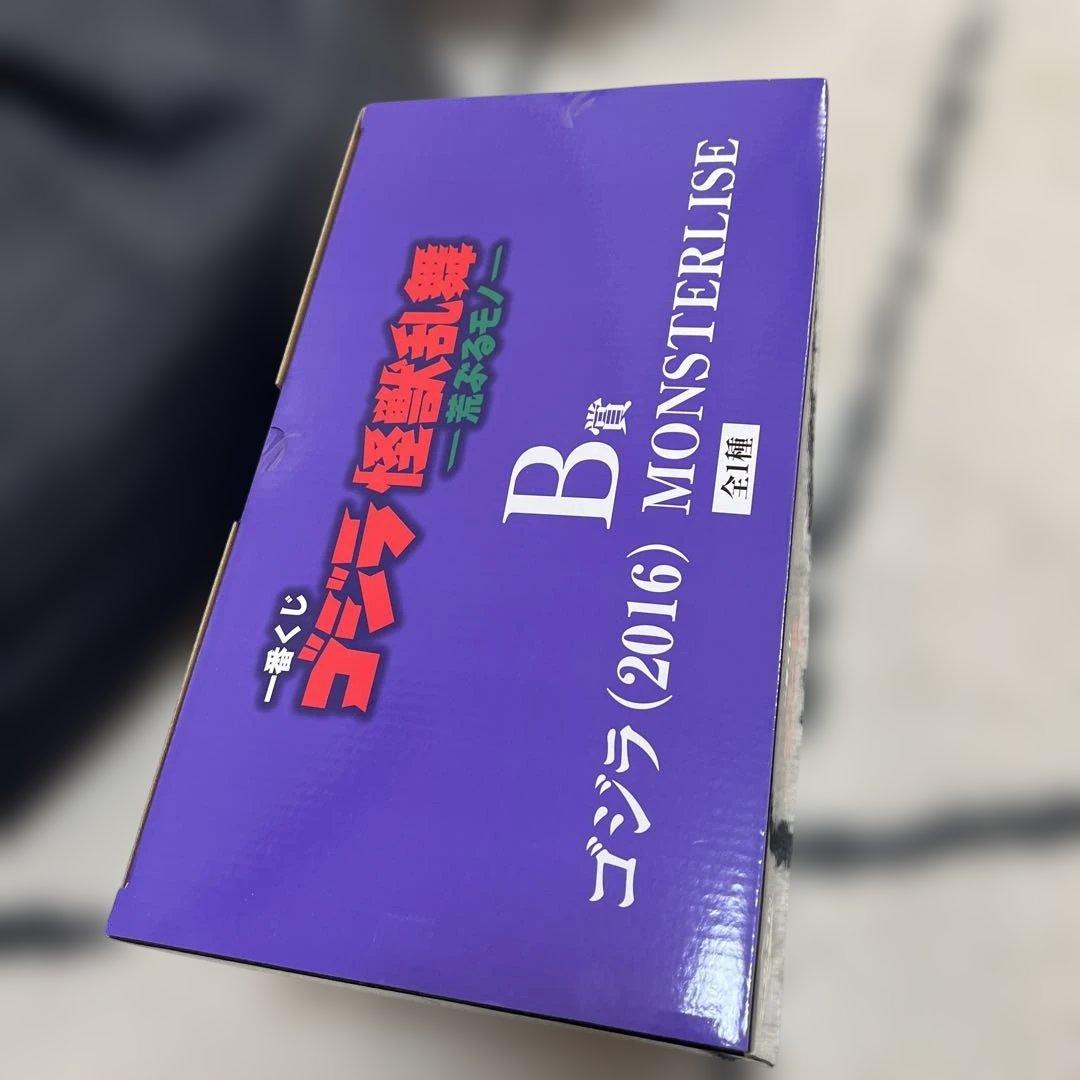 一番くじ
ゴジラ 怪獣乱舞
―荒ぶるモノ―
B賞
ゴジラ(2016) MONSTERLISE
全1種